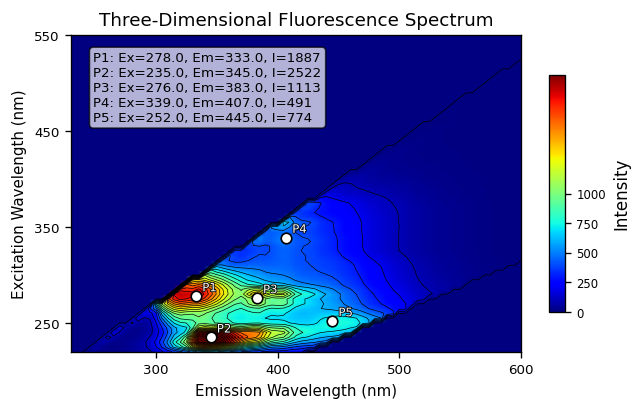 Three-Dimensional Fluorescence Spectrum
P1: Ex=278.0, Em=333.0, I=1887
P2: Ex=235.0, Em=345.0, I=2522
P3: Ex=276.0, Em=383.0, I=1113
P4: Ex=339.0, Em=407.0, I=491
P5: Ex=252.0, Em=445.0, I=774
550
450
350
250
Excitation Wavelength (nm)
P4
P1
P3
P5
P2
300
400
500
600
Emission Wavelength (nm)
1000
750
500
250
0
Intensity